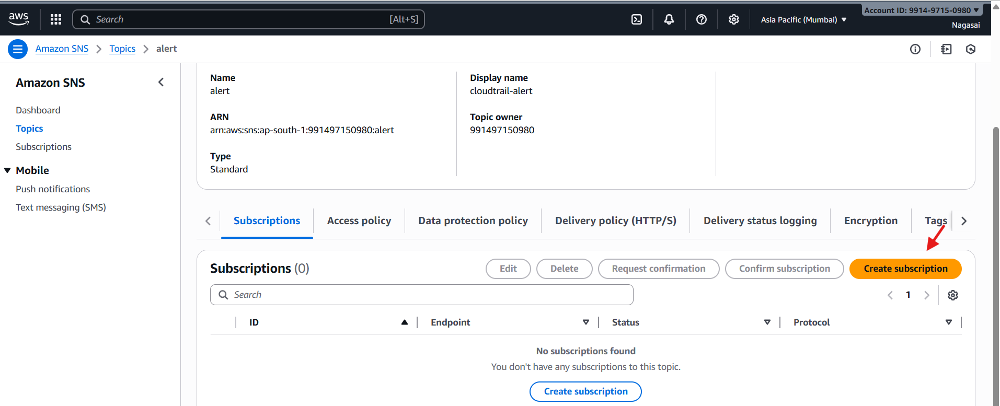 aws
Search [Alt+S]
Asia Pacific (Mumbai)
Account ID: 9914-9715-0980
Nagasai
Amazon SNS
Topics
alert
Amazon SNS
Dashboard
Topics
Subscriptions
Mobile
Push notifications
Text messaging (SMS)
Name
alert
ARN
arn:aws:sns:ap-south-1:991497150980:alert
Type
Standard
Display name
cloudtrail-alert
Topic owner
991497150980
Subscriptions Access policy Data protection policy Delivery policy (HTTP/S) Delivery status logging Encryption Tags
Subscriptions (0) Edit Delete Request confirmation Confirm subscription Create subscription
Search 1
ID Endpoint Status Protocol
No subscriptions found
You don't have any subscriptions to this topic.
Create subscription